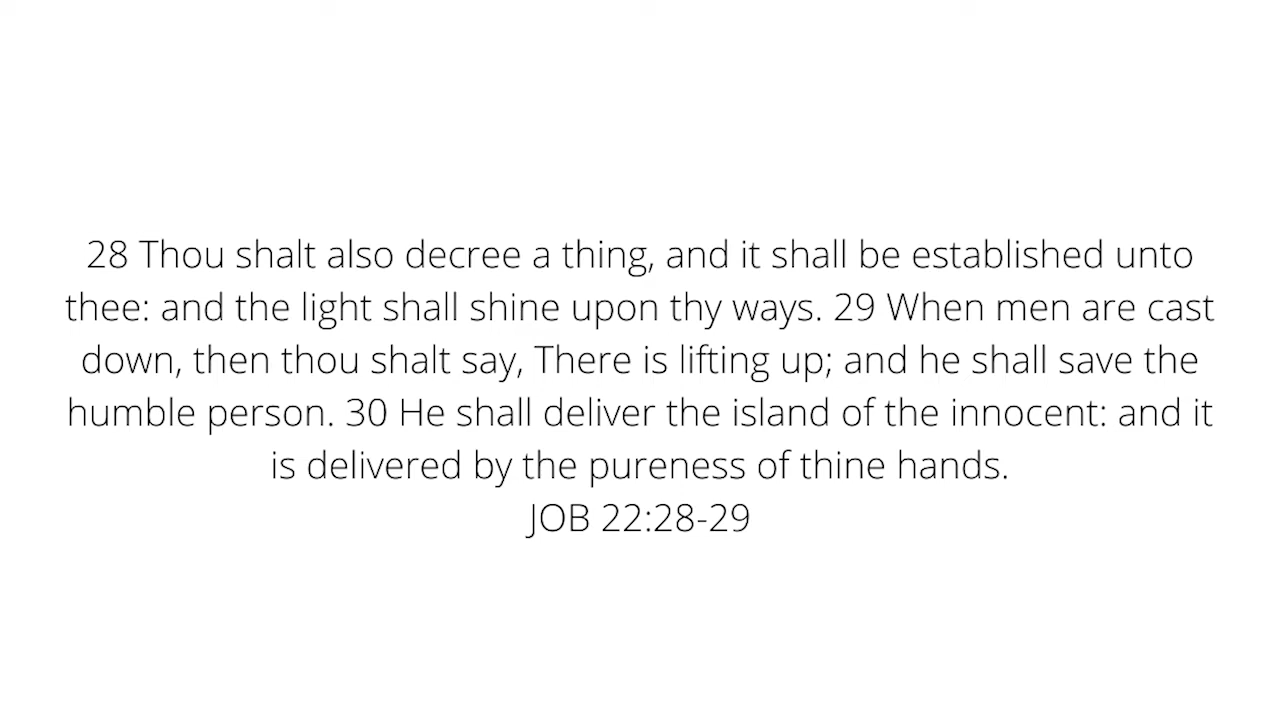 28 Thou shalt also decree a thing, and it shall be established unto
thee: and the light shall shine upon thy ways. 29 When men are cast
down, then thou shalt say, There is lifting up; and he shall save the
humble person. 30 He shall deliver the island of the innocent: and it
is delivered by the pureness of thine hands.
JOB 22:28-29